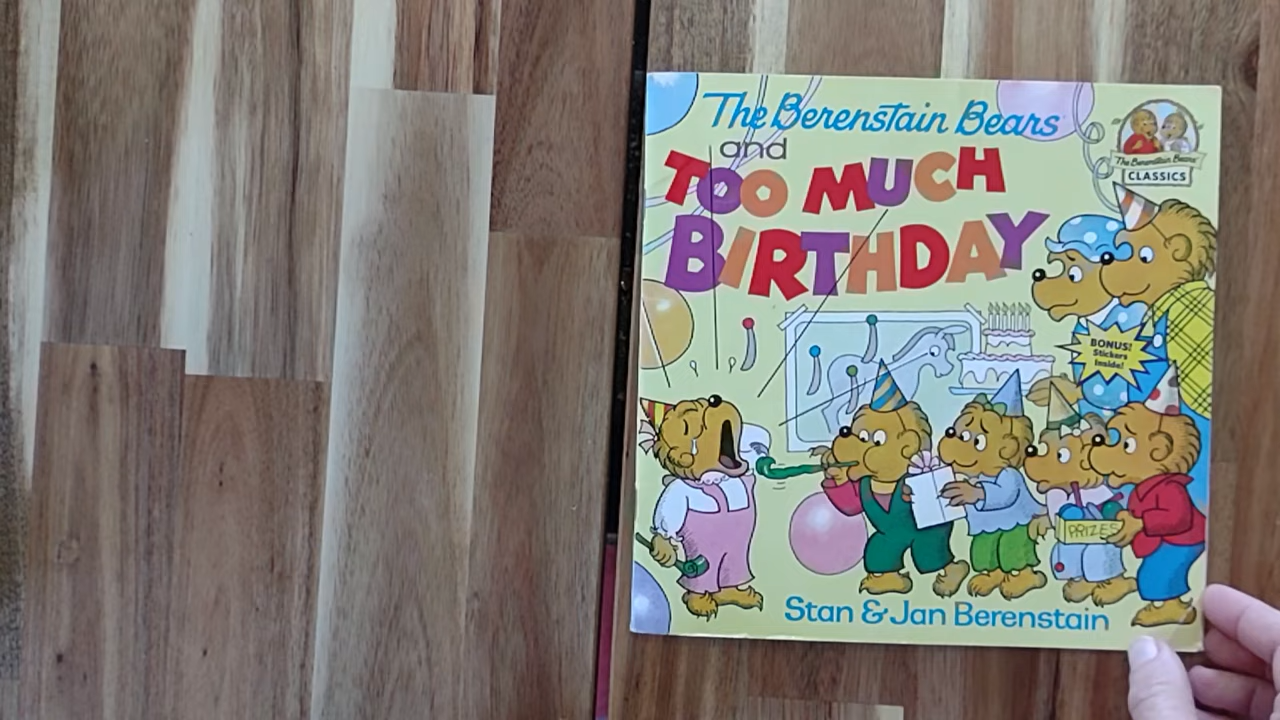 The Berenstain Bears
and
TOO MUCH
BIRTHDAY
The Berenstain Bears
CLASSICS
BONUS!
Stickers
Inside!
PRIZES
Stan & Jan Berenstain